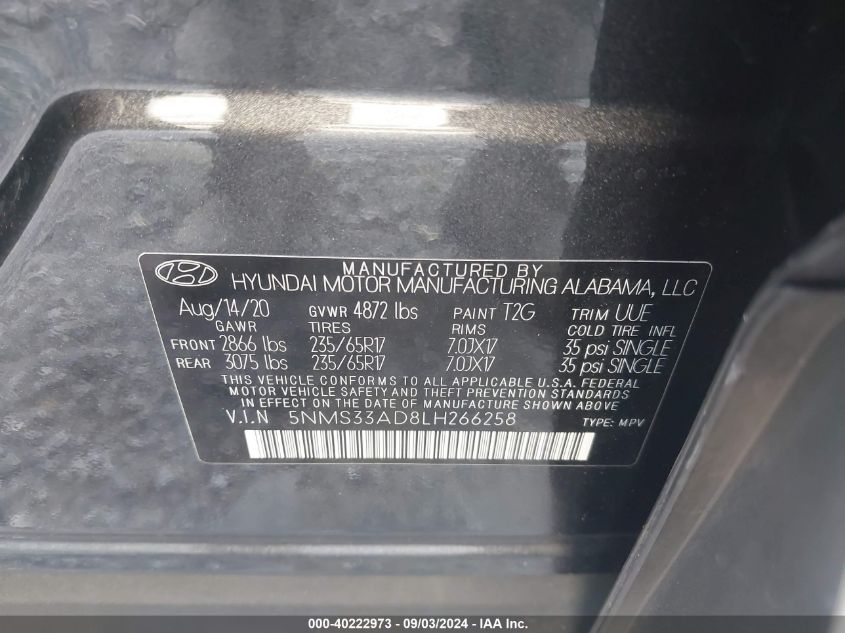 MANUFACTURED BY
HYUNDAI MOTOR MANUFACTURING ALABAMA, LLC
Aug/14/20 GVWR 4872 lbs PAINT T2G TRIM UUE
GAWR TIRES RIMS COLD TIRE INFL
FRONT 2866 lbs 235/65R17 7.0JX17 35 psi SINGLE
REAR 3075 lbs 235/65R17 7.0JX17 35 psi SINGLE
THIS VEHICLE CONFORMS TO ALL APPLICABLE U.S.A. FEDERAL
MOTOR VEHICLE SAFETY AND THEFT PREVENTION STANDARDS
IN EFFECT ON THE DATE OF MANUFACTURE SHOWN ABOVE.
V.I.N 5NMS33AD8LH266258 TYPE: MPV
000-40222973 - 09/03/2024 - IAA Inc.